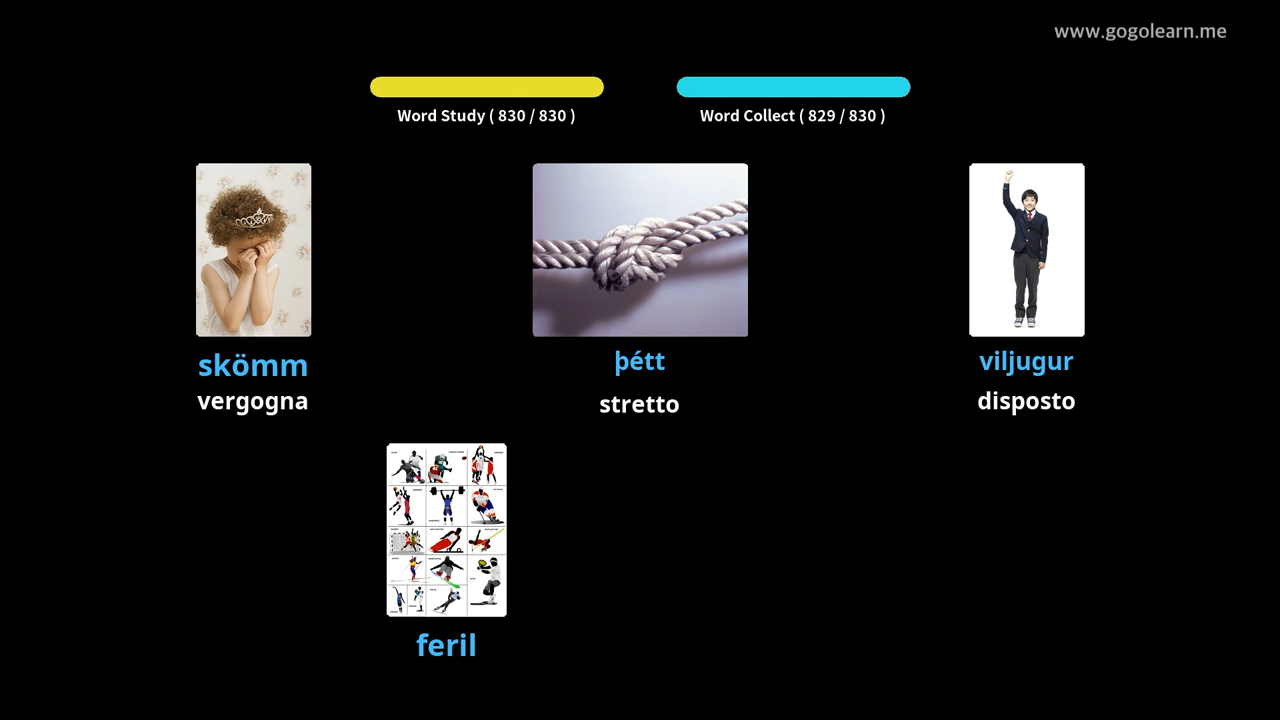 www.gogolearn.me
Word Study ( 830 / 830 )
Word Collect ( 829 / 830 )
skömm
vergogna
þétt
stretto
viljugur
disposto
feril